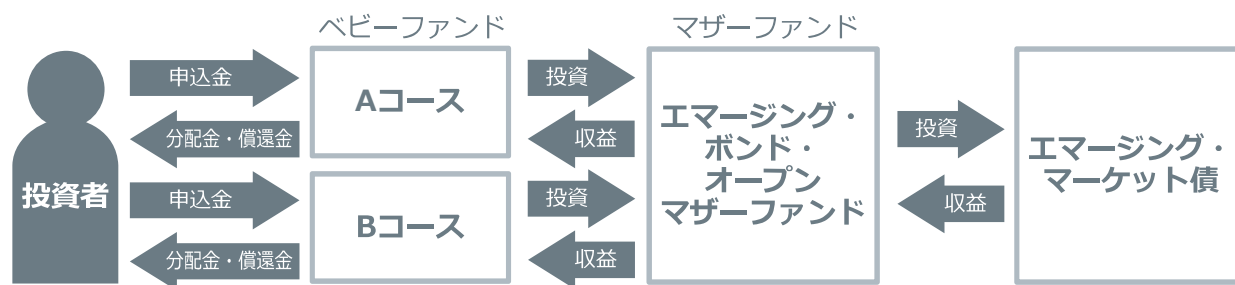 ベビーファンド
マザーファンド
投資者
申込金
分配金・償還金
申込金
分配金・償還金
Aコース
Bコース
投資
収益
投資
収益
エマージング・
ボンド・
オープン
マザーファンド
投資
収益
エマージング・
マーケット債